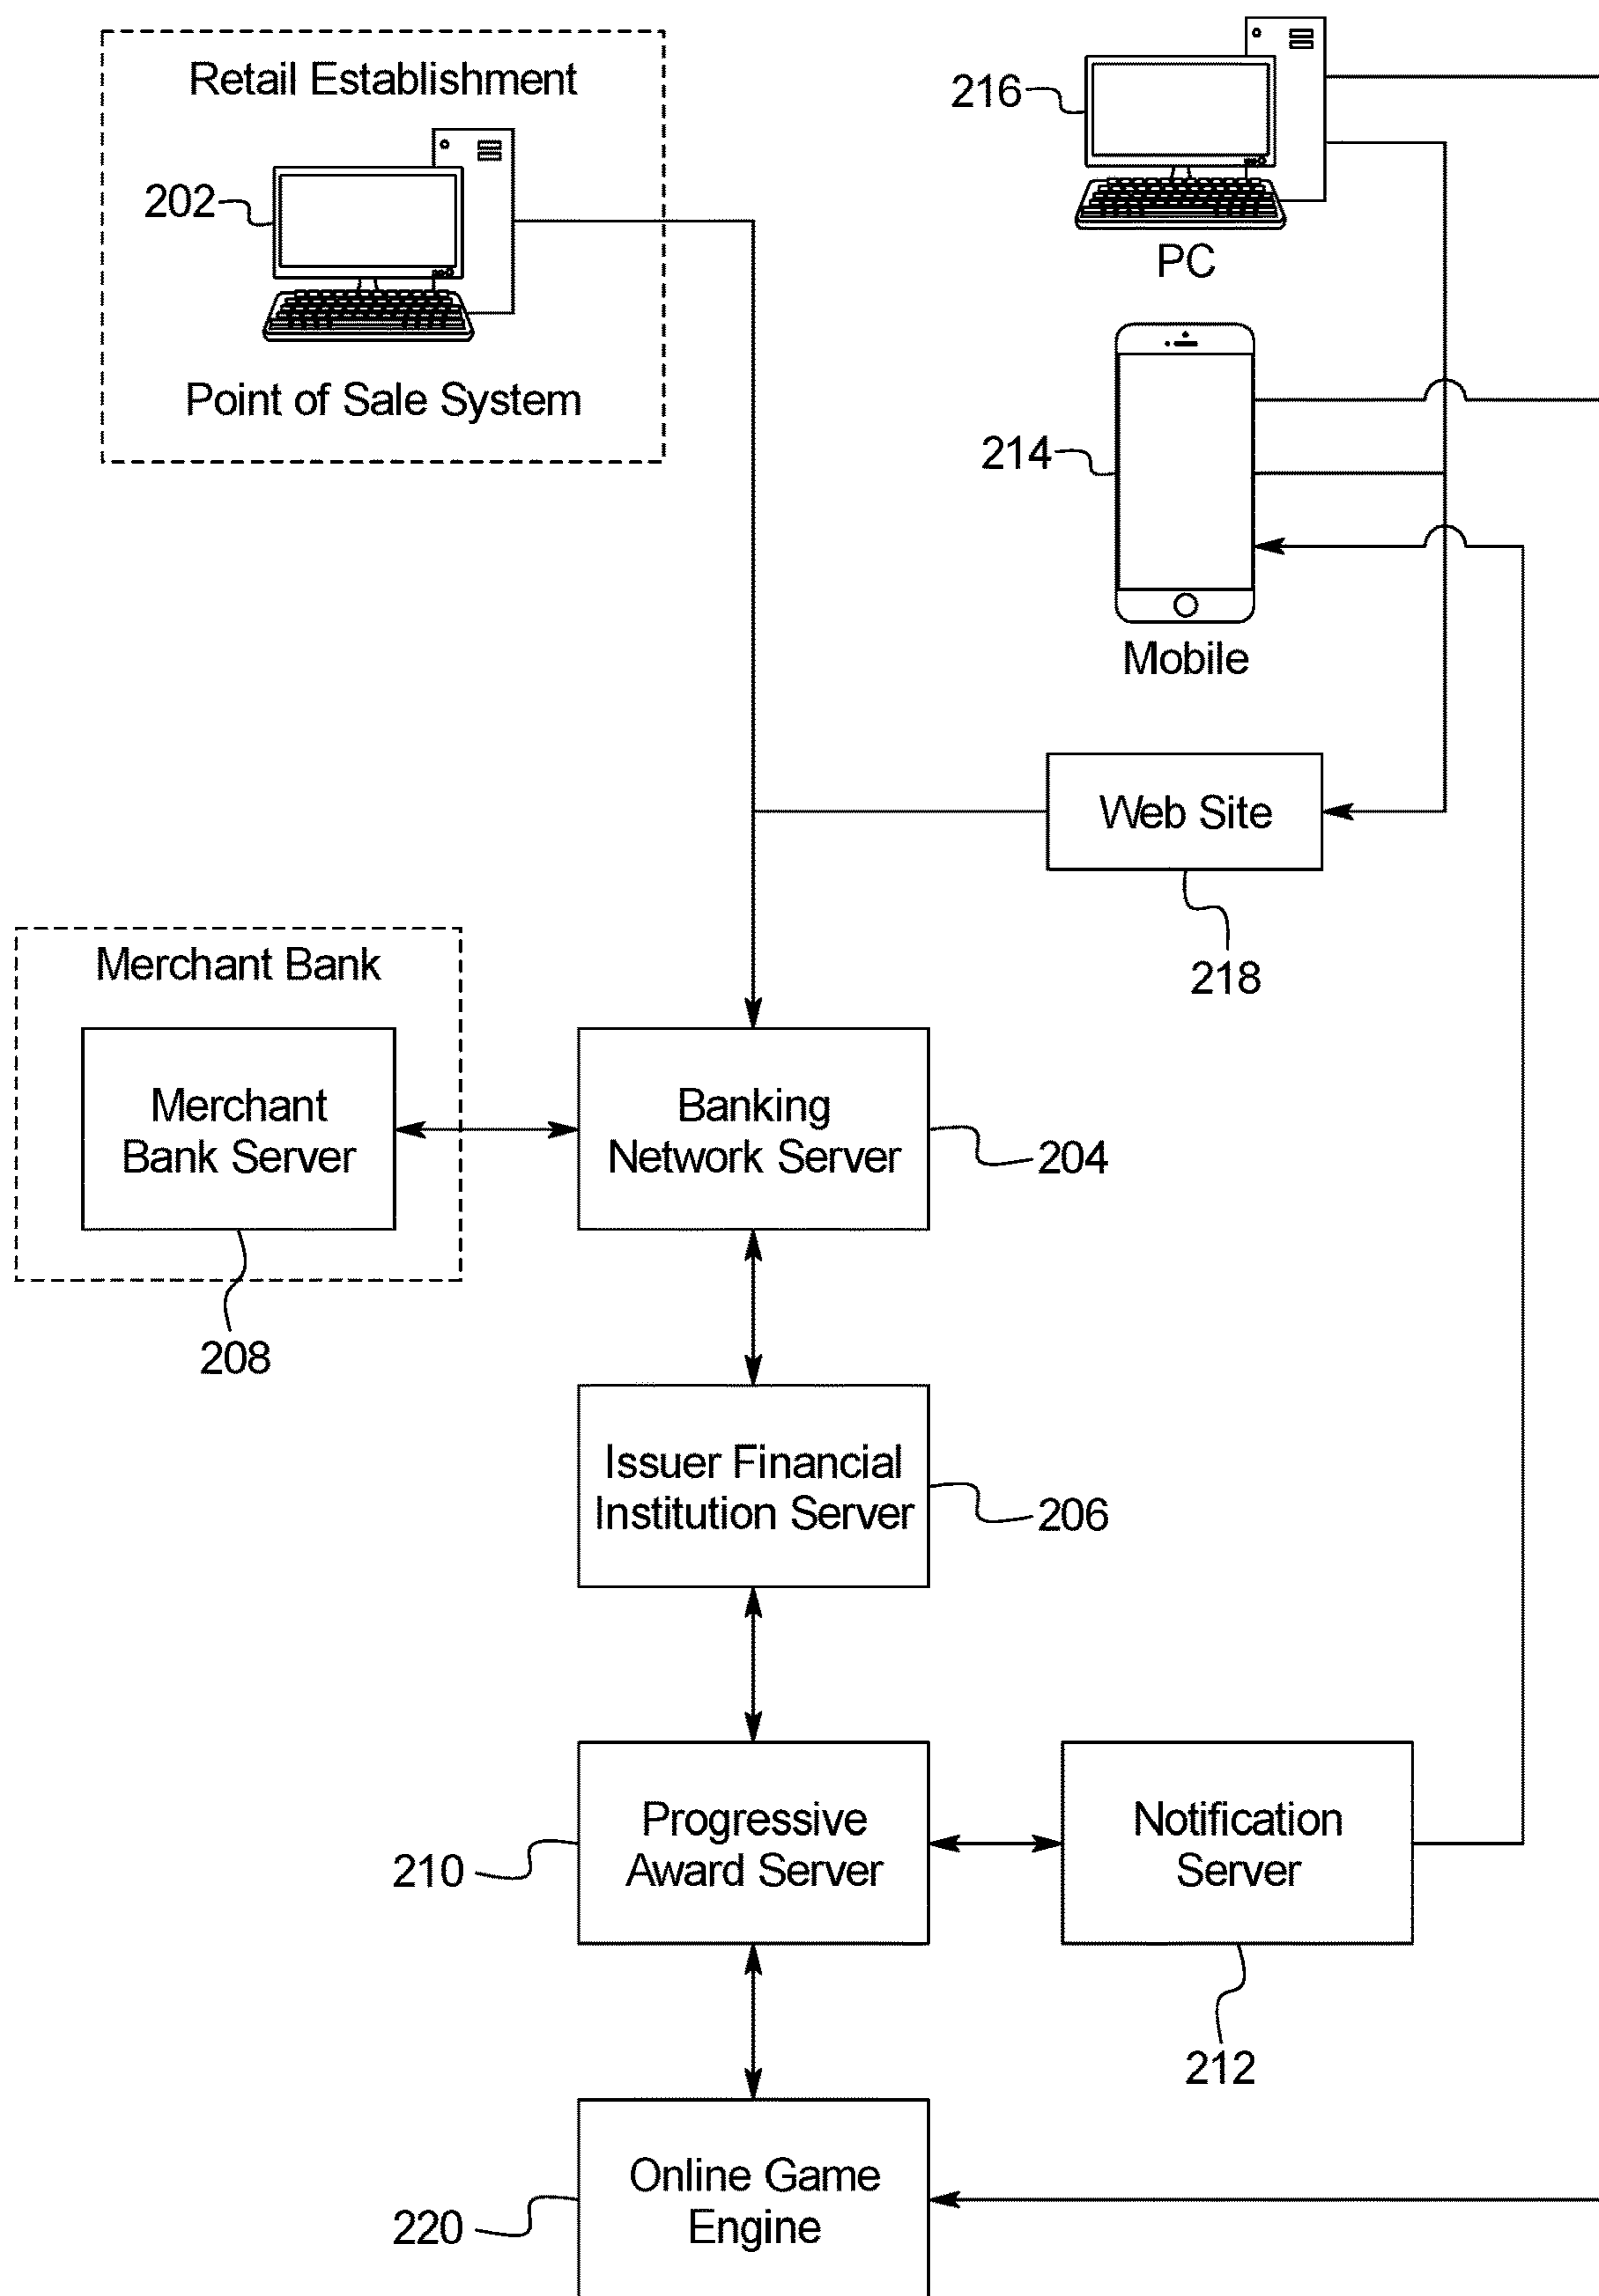 Retail Establishment
202
Point of Sale System
216
PC
214
Mobile
Web Site
218
Merchant Bank
Merchant
Bank Server
208
Banking
Network Server
204
Issuer Financial
Institution Server
206
Progressive
Award Server
210
Notification
Server
212
Online Game
Engine
220